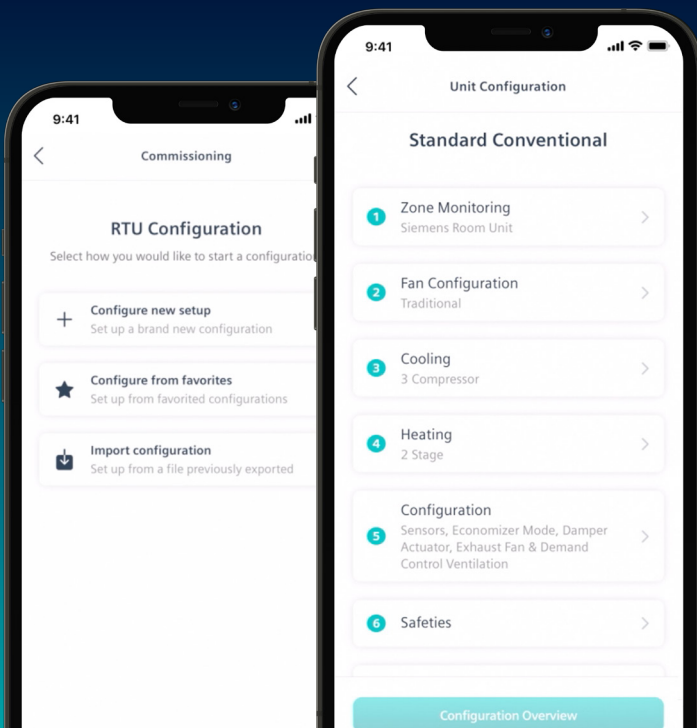 9:41
Commissioning
RTU Configuration
Select how you would like to start a configuratio
Configure new setup
Set up a brand new configuration
Configure from favorites
Set up from favorited configurations
Import configuration
Set up from a file previously exported
9:41
Unit Configuration
Standard Conventional
1 Zone Monitoring
Siemens Room Unit
2 Fan Configuration
Traditional
3 Cooling
3 Compressor
4 Heating
2 Stage
Configuration
5 Sensors, Economizer Mode, Damper
Actuator, Exhaust Fan & Demand
Control Ventilation
6 Safeties
Configuration Overview